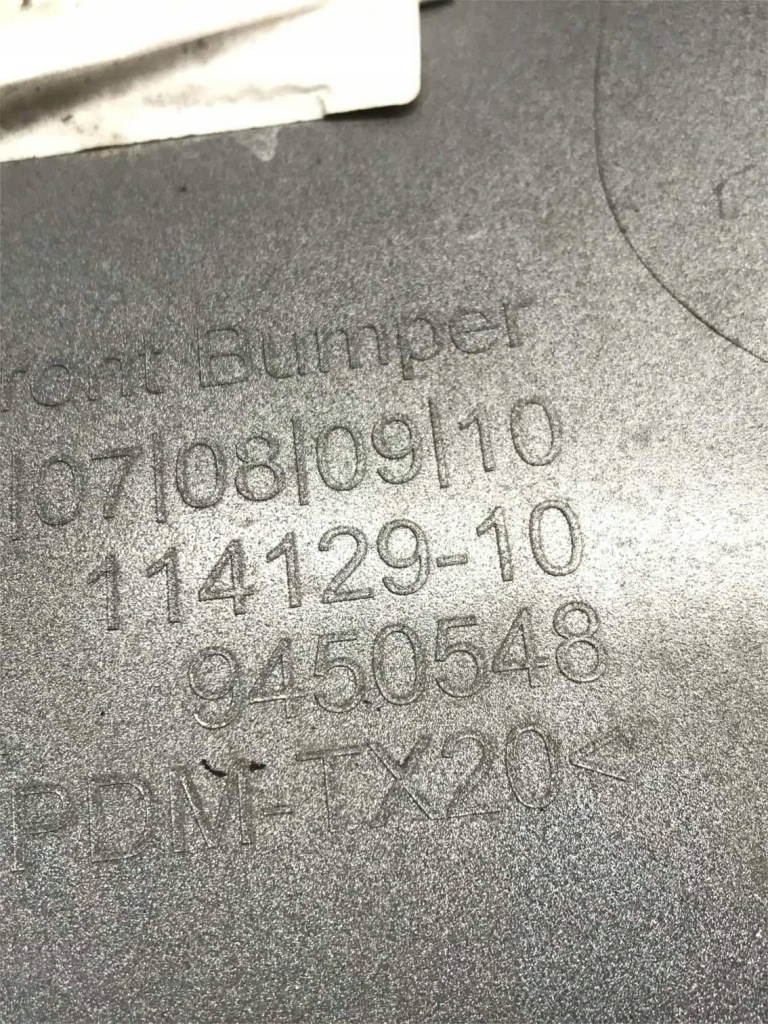 ront Bumper
|07|08|09|10
114129-10
9450548
PDM-TX20<